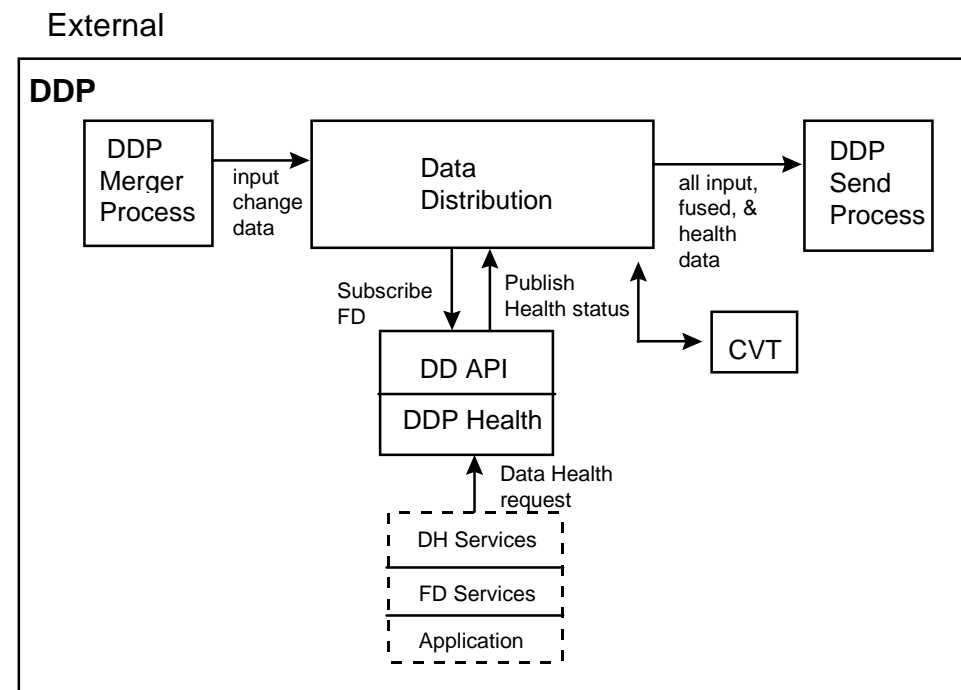 External
DDP
DDP
Merger
Process
input
change
data
Data
Distribution
all input,
fused, &
health
data
DDP
Send
Process
Subscribe
FD
Publish
Health status
CVT
DD API
DDP Health
Data Health
request
DH Services
FD Services
Application